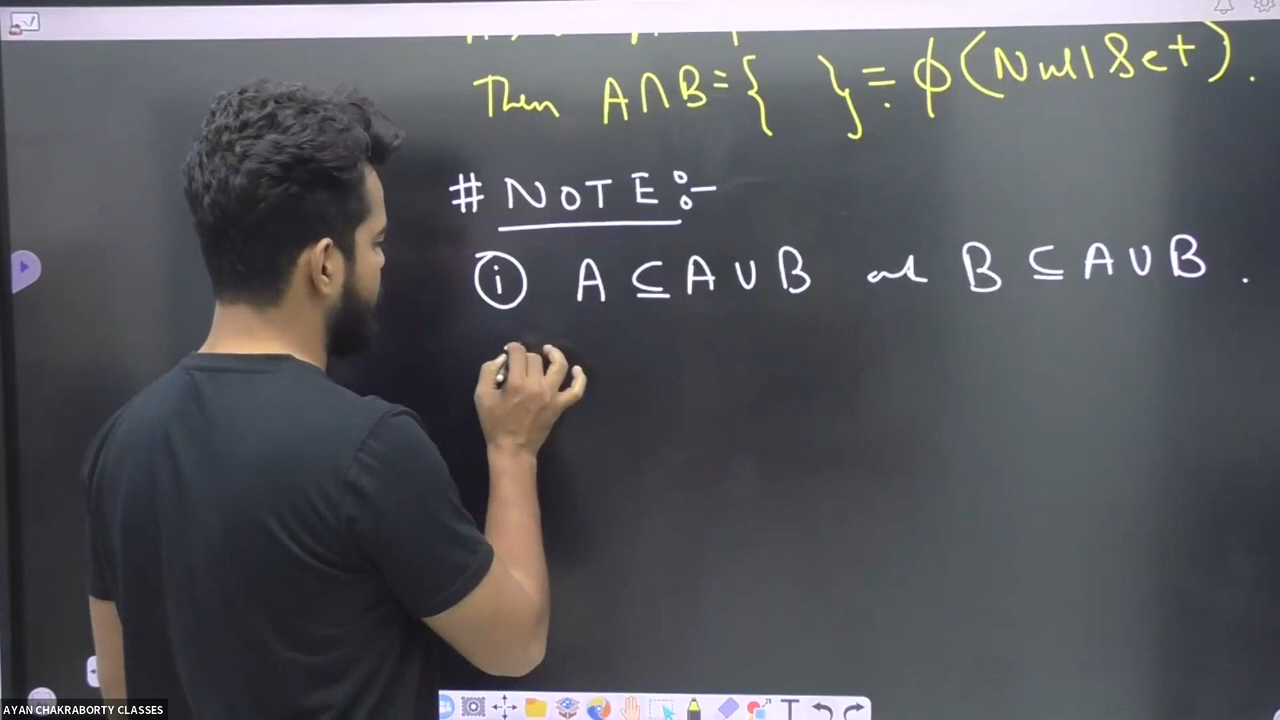 Then A∩B={ }=ϕ(Null Set).
# NOTE:-
(i) A⊆A∪B and B⊆A∪B.
AYAN CHAKRABORTY CLASSES